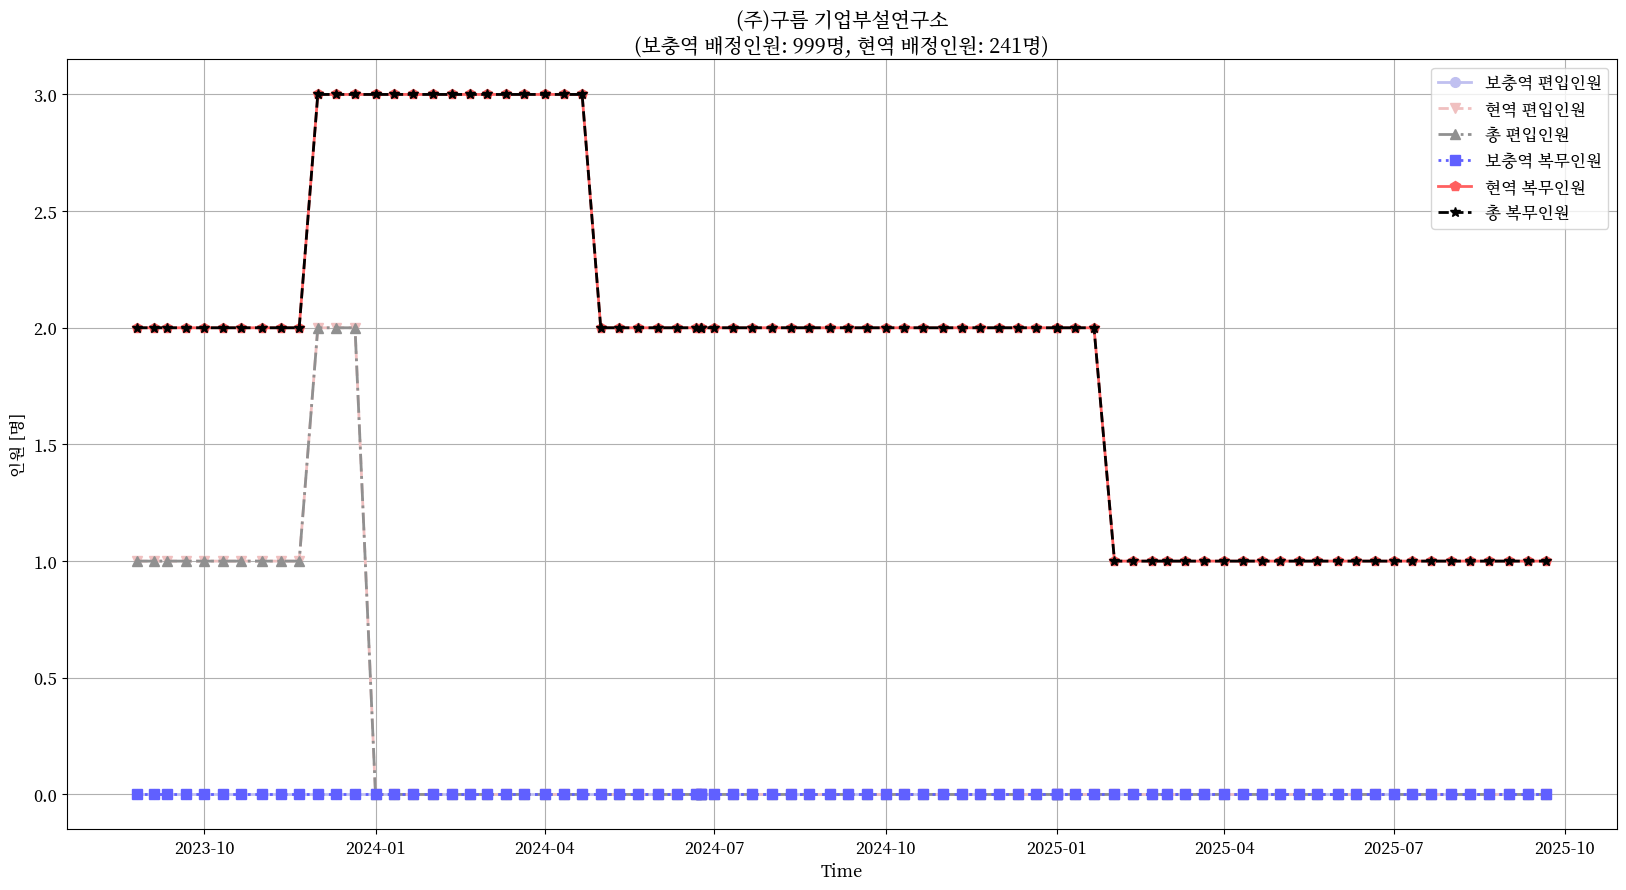 (주)구름 기업부설연구소
(보충역 배정인원: 999명, 현역 배정인원: 241명)
보충역 편입인원
현역 편입인원
총 편입인원
보충역 복무인원
현역 복무인원
총 복무인원
3.0
2.5
2.0
1.5
1.0
0.5
0.0
인원 [명]
2023-10
2024-01
2024-04
2024-07
2024-10
2025-01
2025-04
2025-07
2025-10
Time